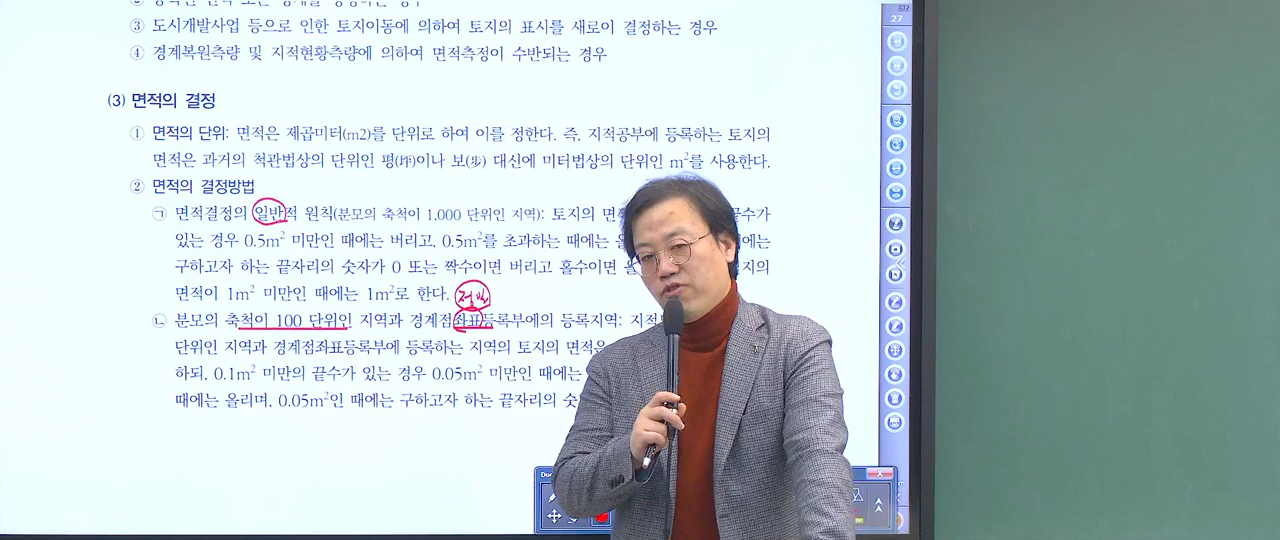 ③ 도시개발사업 등으로 인한 토지이동에 의하여 토지의 표시를 새로이 결정하는 경우
④ 경계복원측량 및 지적현황측량에 의하여 면적측정이 수반되는 경우
27
(3) 면적의 결정
① 면적의 단위: 면적은 제곱미터(m2)를 단위로 하여 이를 정한다. 즉, 지적공부에 등록하는 토지의
면적은 과거의 척관법상의 단위인 평(坪)이나 보(步) 대신에 미터법상의 단위인 m²를 사용한다.
② 면적의 결정방법
㉠ 면적결정의 일반적 원칙(분모의 축척이 1,000 단위인 지역): 토지의 끝수가
있는 경우 0.5m² 미만인 때에는 버리고, 0.5m²를 초과하는 때에는
구하고자 하는 끝자리의 숫자가 0 또는 짝수이면 버리고 홀수이면
면적이 1m² 미만인 때에는 1m²로 한다.
㉡ 분모의 축척이 100 단위인 지역과 경계점좌표등록부에의 등록지역:
단위인 지역과 경계점좌표등록부에 등록하는 지역의 토지의 면적은
하되, 0.1m² 미만의 끝수가 있는 경우 0.05m² 미만인 때에는
때에는 올리며, 0.05m²인 때에는 구하고자 하는 끝자리의